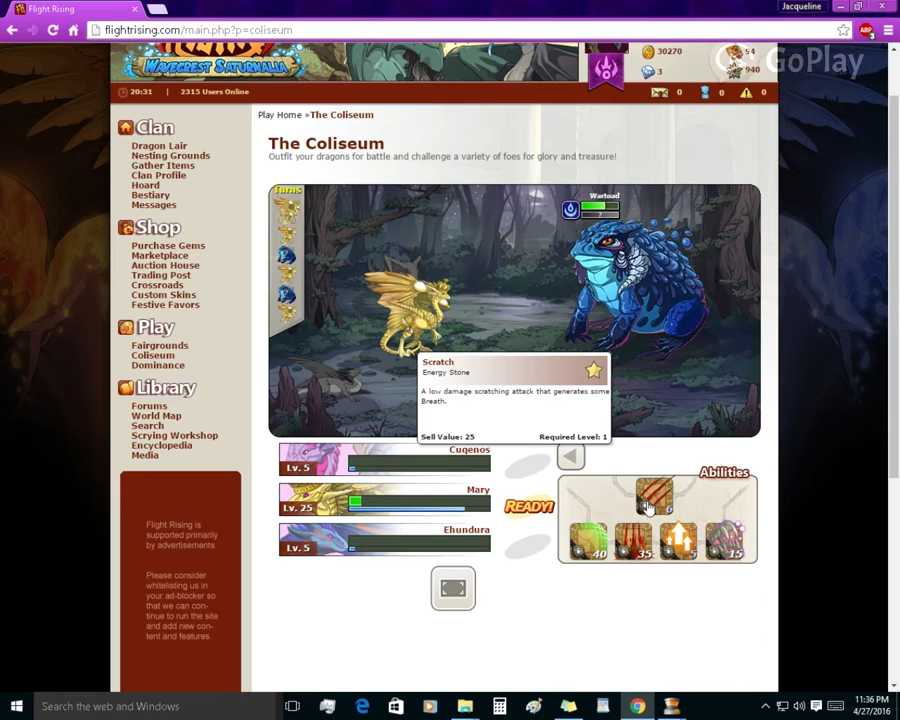 Flight Rising
Jacqueline
flightrising.com/main.php?p=coliseum
WAVECREST SATURNALIA
30270
94
3
940
GoPlay
20:31 | 2315 Users Online
0
0
0
Clan
Dragon Lair
Nesting Grounds
Gather Items
Clan Profile
Hoard
Bestiary
Messages
Shop
Purchase Gems
Marketplace
Auction House
Trading Post
Crossroads
Custom Skins
Festive Favors
Play
Fairgrounds
Coliseum
Dominance
Library
Forums
World Map
Search
Scrying Workshop
Encyclopedia
Media
Flight Rising is
supported primarily
by advertisements.
Please consider
whitelisting us in
your ad-blocker so
that we can con-
tinue to run the site
and add new con-
tent and features.
Play Home »The Coliseum
The Coliseum
Outfit your dragons for battle and challenge a variety of foes for glory and treasure!
Turns
Wartoad
Scratch
Energy Stone
A low damage scratching attack that generates some
Breath.
Sell Value: 25
Required Level: 1
Cuqenos
Lv. 5
Mary
Lv. 25
READY!
Ehundura
Lv. 5
Abilities
40
35
5
15
Search the web and Windows
11:36 PM
4/27/2016